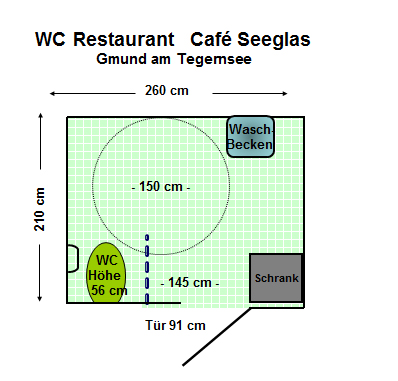 WC Restaurant Café Seeglas
Gmund am Tegernsee
260 cm
Wasch-
Becken
- 150 cm -
210 cm
WC
Höhe
56 cm
- 145 cm -
Schrank
Tür 91 cm